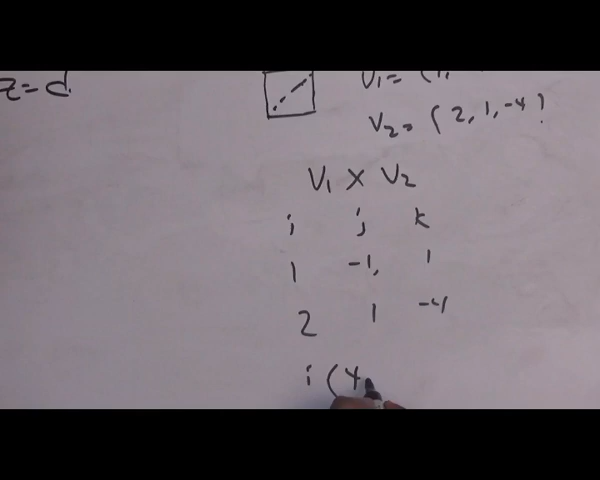 z = d
V₁ = (1,
V₂ = (2, 1, -4)
V₁ × V₂
i j k
1 -1, 1
2 1 -4
i (4